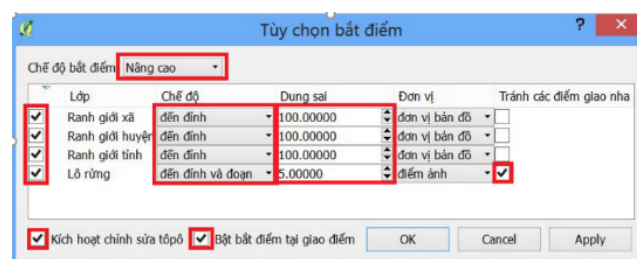 Tùy chọn bắt điểm ?
Chế độ bắt điểm Nâng cao
Lớp Chế độ Dung sai Đơn vị Tránh các điểm giao nha
Ranh giới xã đến đỉnh 100.00000 đơn vị bản đồ
Ranh giới huyện đến đỉnh 100.00000 đơn vị bản đồ
Ranh giới tỉnh đến đỉnh 100.00000 đơn vị bản đồ
Lô rừng đến đỉnh và đoạn 5.00000 điểm ảnh
Kích hoạt chỉnh sửa tôpô Bật bắt điểm tại giao điểm OK Cancel Apply